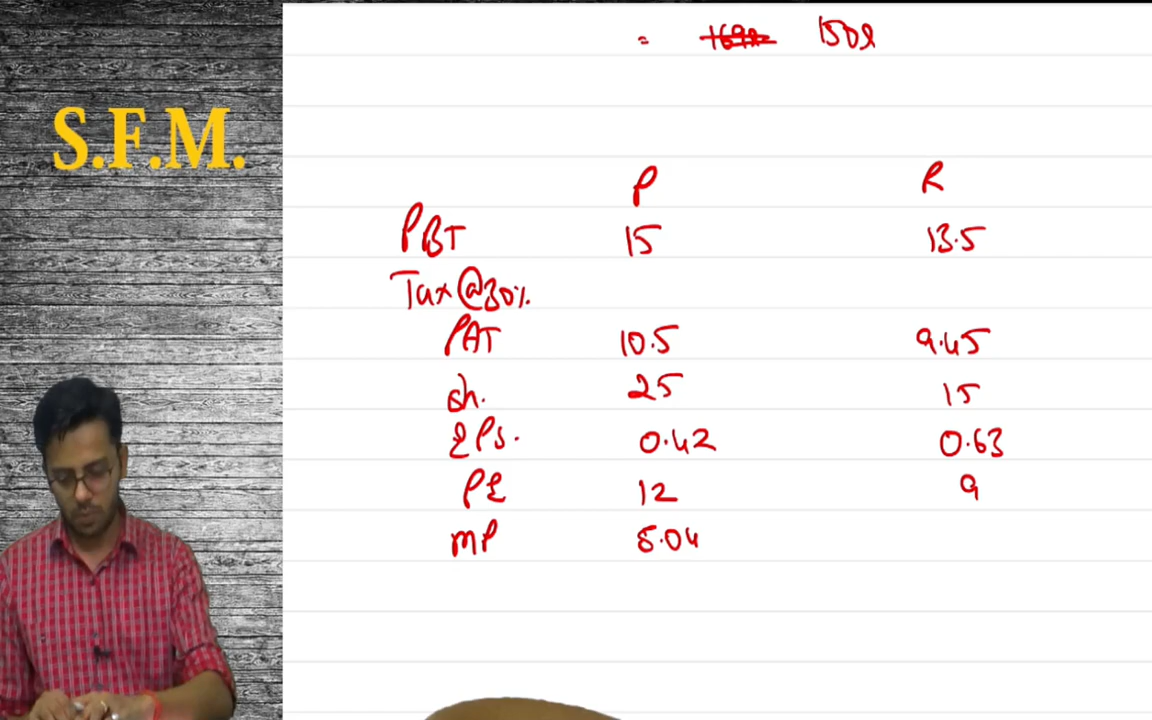 = 1508
S.F.M.
P R
PBT 15 13.5
Tax@30%
PAT 10.5 9.45
sh. 25 15
EPS. 0.42 0.63
PE 12 9
MP 5.04